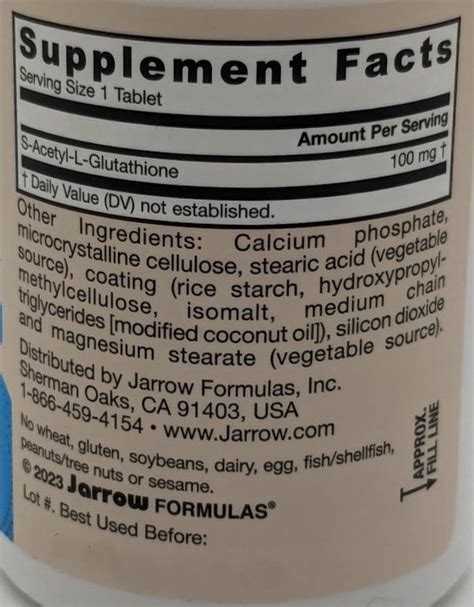 Supplement Facts
Serving Size 1 Tablet
Amount Per Serving
S-Acetyl-L-Glutathione 100 mg †
† Daily Value (DV) not established.
Other Ingredients: Calcium phosphate,
microcrystalline cellulose, stearic acid (vegetable
source), coating (rice starch, hydroxypropyl-
methylcellulose, isomalt, medium chain
triglycerides [modified coconut oil]), silicon dioxide
and magnesium stearate (vegetable source).
Distributed by Jarrow Formulas, Inc.
Sherman Oaks, CA 91403, USA
1-866-459-4154 • www.Jarrow.com
No wheat, gluten, soybeans, dairy, egg, fish/shellfish,
peanuts/tree nuts or sesame.
© 2023 Jarrow FORMULAS®
Lot #. Best Used Before:
APPROX.
FILL LINE